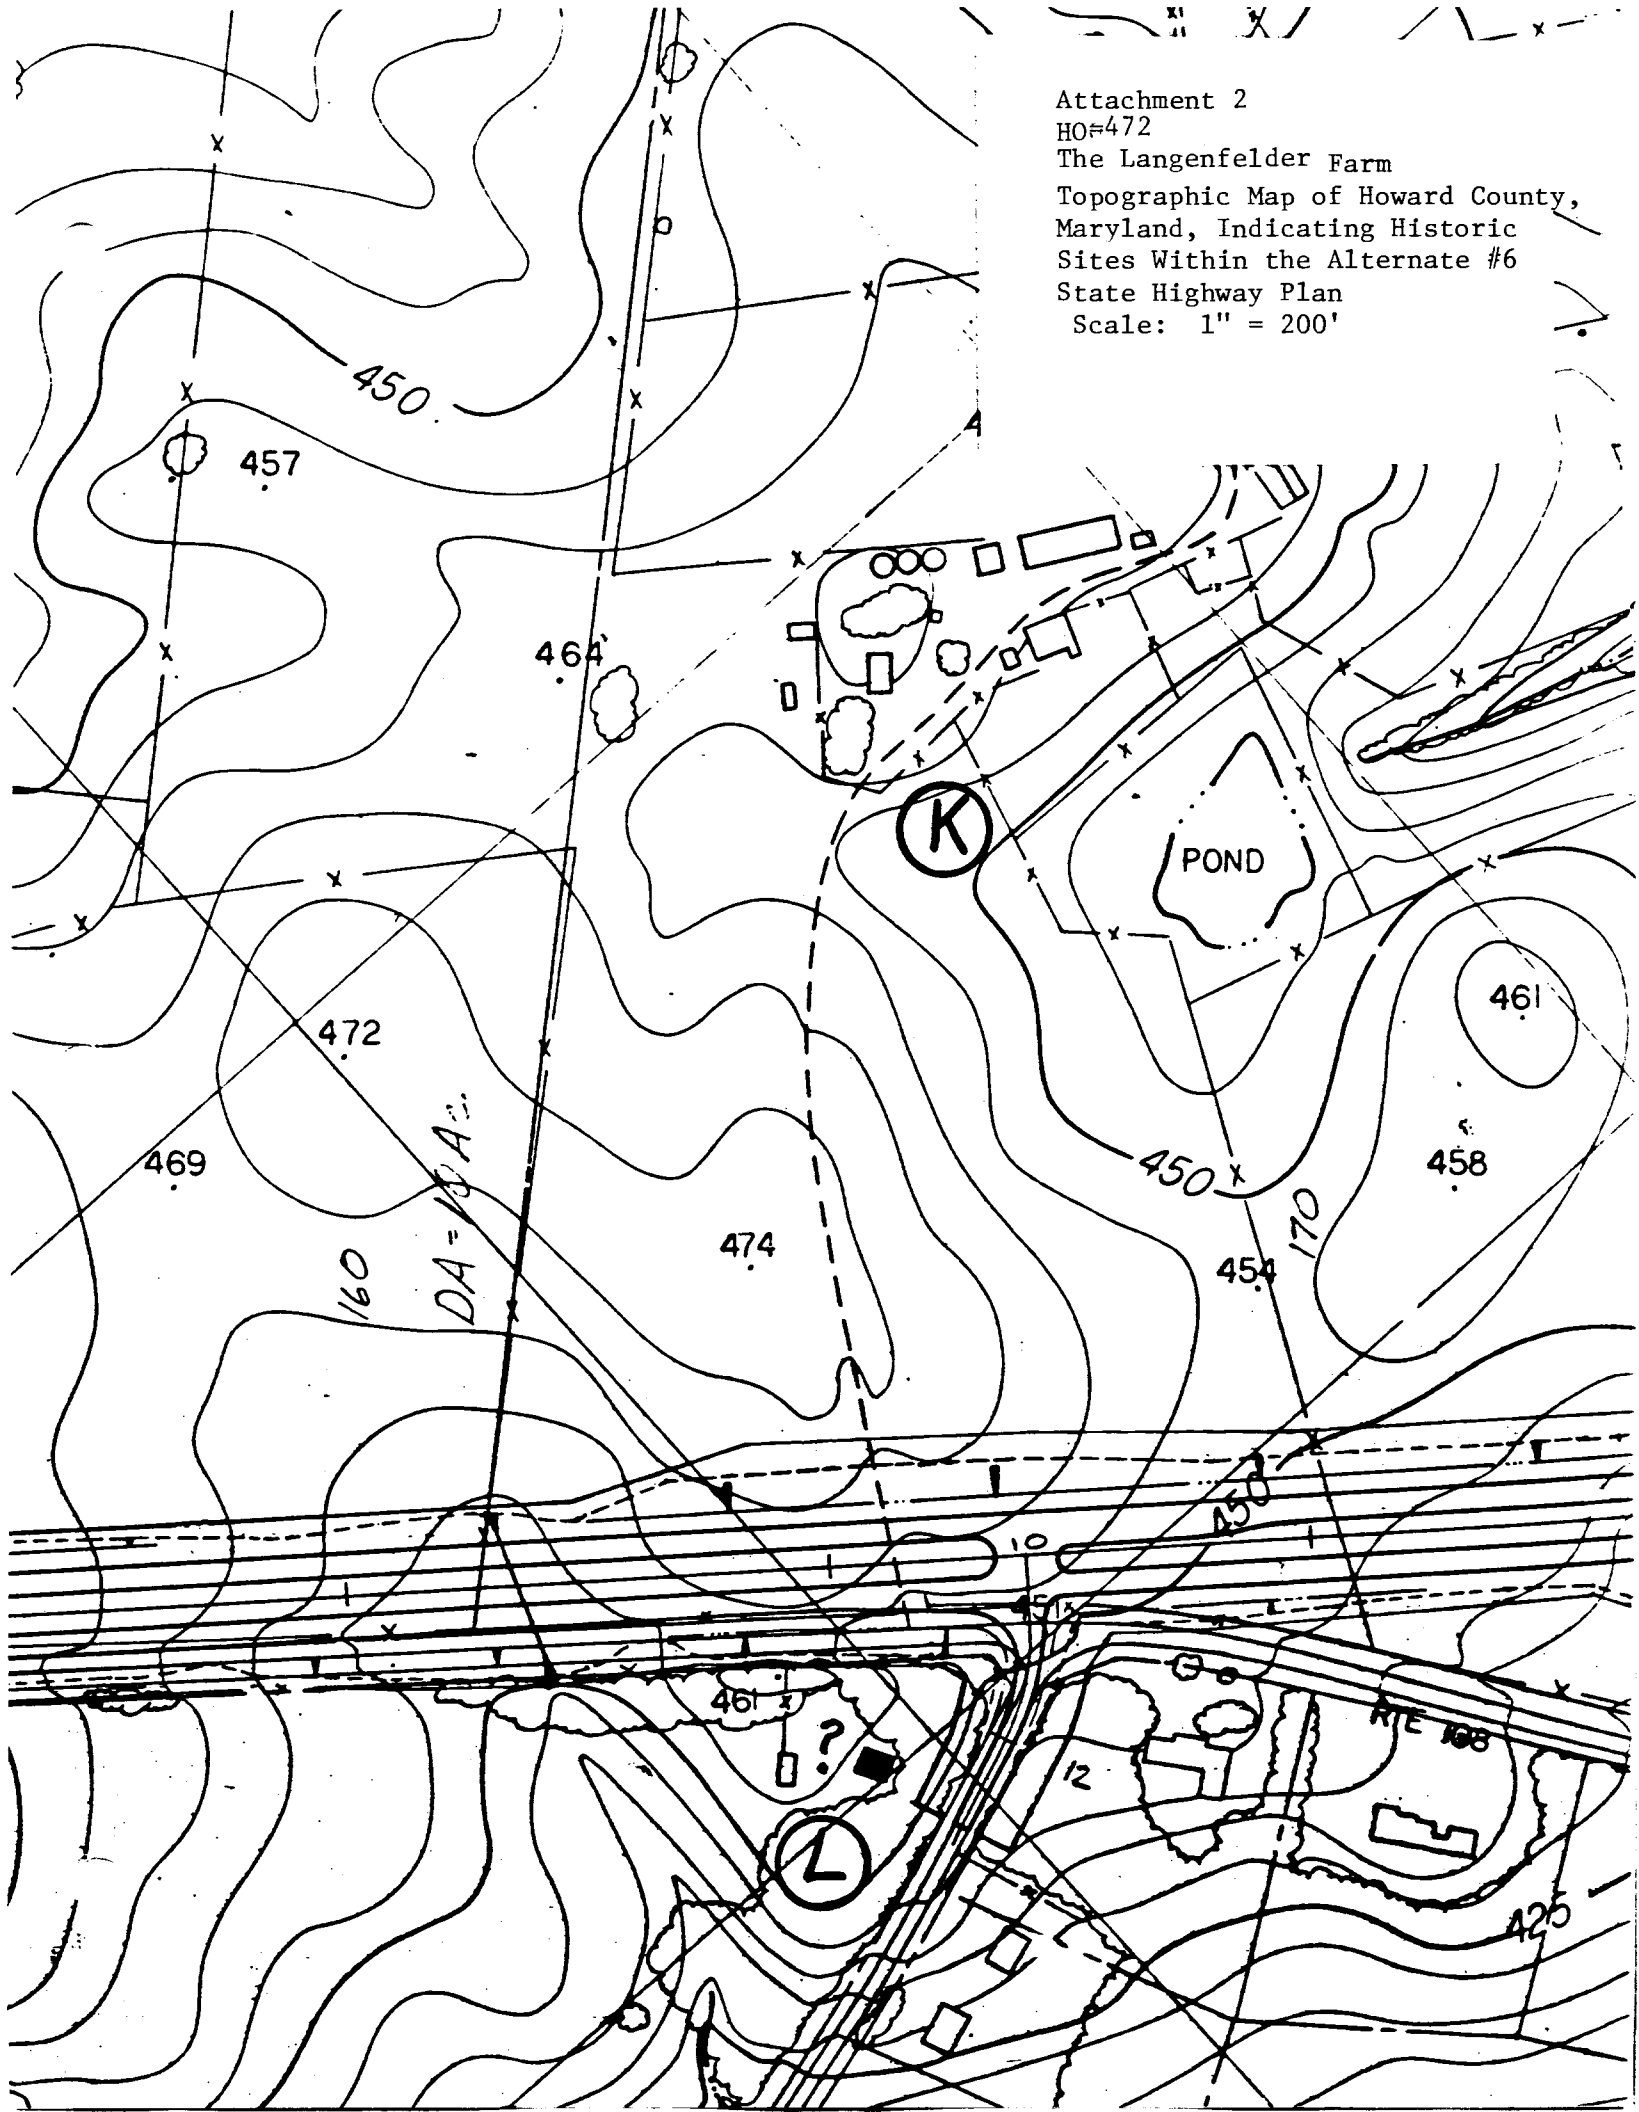 Attachment 2
HO=472
The Langenfelder Farm
Topographic Map of Howard County,
Maryland, Indicating Historic
Sites Within the Alternate #6
State Highway Plan
Scale: 1" = 200'
450
457
A
464
K
POND
461
472
469
450
458
170
474
454
160
DA =
450
10
461
?
RTE 108
12
L
425